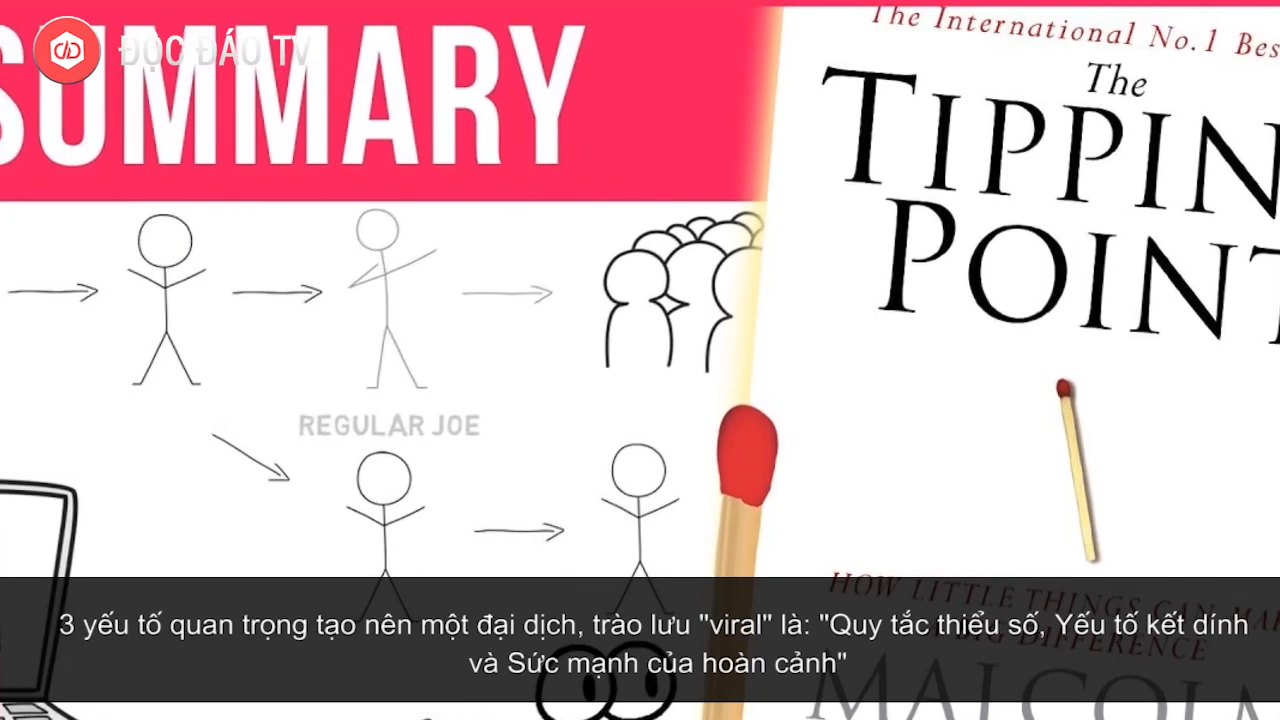 SUMMARY
ĐỘC ĐÁO TV
The International No.1 Bes
The
TIPPIN
POINT
REGULAR JOE
HOW LITTLE THINGS CAN MA
DIFFERENCE
MALCOLM
3 yếu tố quan trọng tạo nên một đại dịch, trào lưu "viral" là: "Quy tắc thiểu số, Yếu tố kết dính
và Sức mạnh của hoàn cảnh"